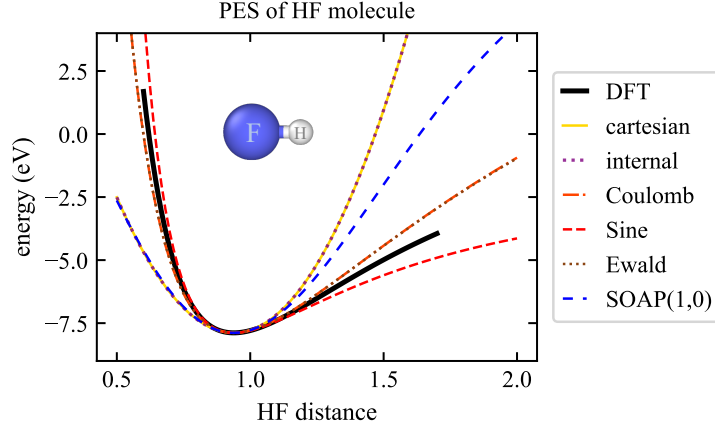 PES of HF molecule
energy (eV)
2.5
0.0
−2.5
−5.0
−7.5
F
H
0.5
1.0
1.5
2.0
HF distance
DFT
cartesian
internal
Coulomb
Sine
Ewald
SOAP(1,0)